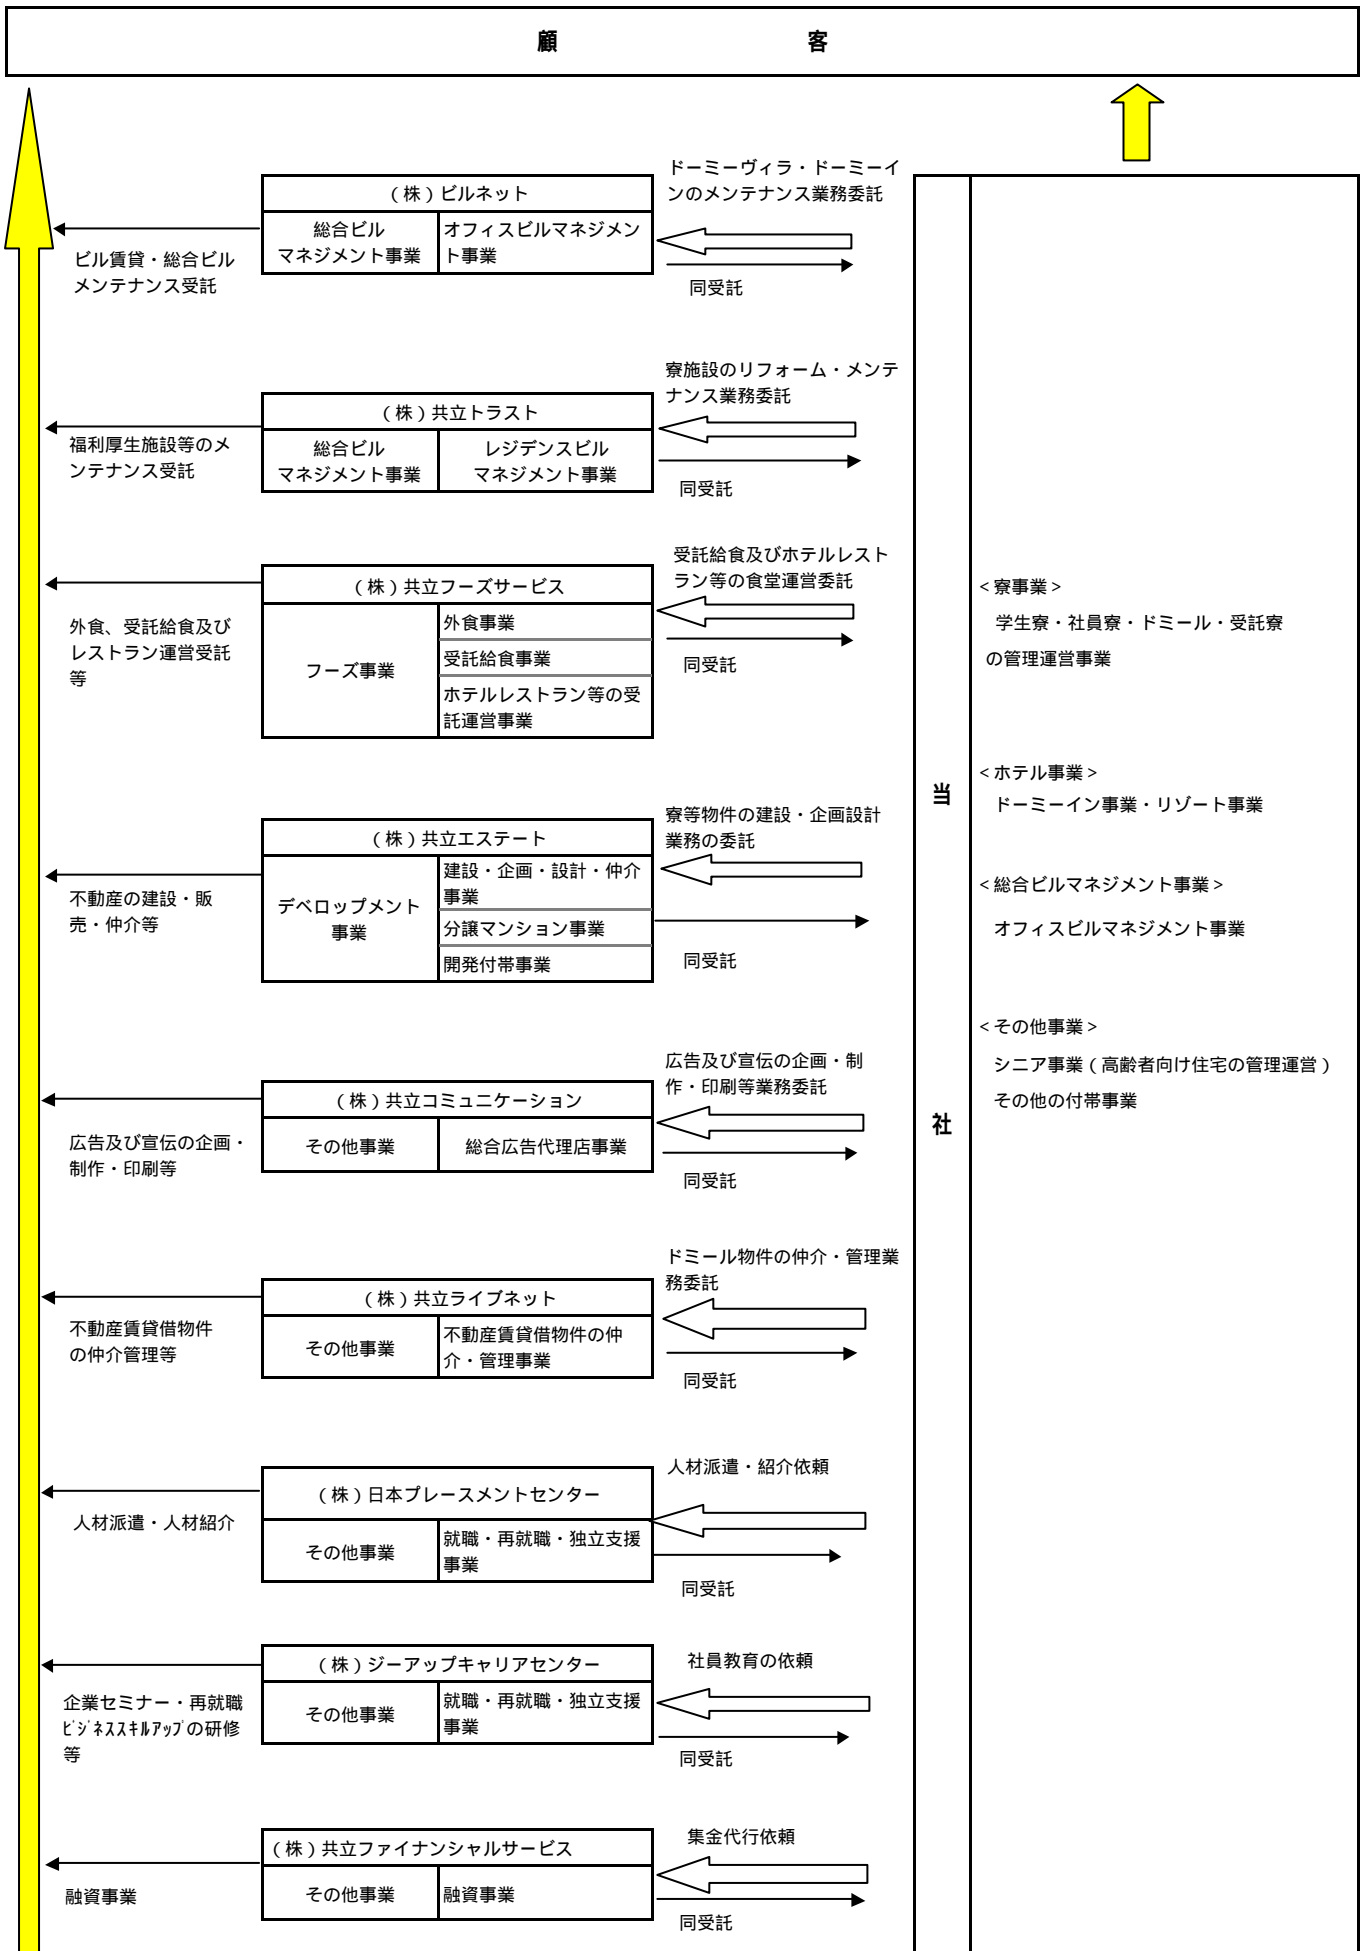 顧　客
ドーミーヴィラ・ドーミーイ
ンのメンテナンス業務委託
（株）ビルネット
総合ビル
マネジメント事業
オフィスビルマネジメン
ト事業
ビル賃貸・総合ビル
メンテナンス受託
同受託
寮施設のリフォーム・メンテ
ナンス業務委託
（株）共立トラスト
総合ビル
マネジメント事業
レジデンスビル
マネジメント事業
福利厚生施設等のメ
ンテナンス受託
同受託
受託給食及びホテルレスト
ラン等の食堂運営委託
（株）共立フーズサービス
フーズ事業
外食事業
受託給食事業
ホテルレストラン等の受
託運営事業
外食、受託給食及び
レストラン運営受託
等
同受託
寮等物件の建設・企画設計
業務の委託
（株）共立エステート
デベロップメント
事業
建設・企画・設計・仲介
事業
分譲マンション事業
開発付帯事業
不動産の建設・販
売・仲介等
同受託
広告及び宣伝の企画・制
作・印刷等業務委託
（株）共立コミュニケーション
その他事業
総合広告代理店事業
広告及び宣伝の企画・
制作・印刷等
同受託
ドミール物件の仲介・管理業
務委託
（株）共立ライブネット
その他事業
不動産賃貸借物件の仲
介・管理事業
不動産賃貸借物件
の仲介管理等
同受託
人材派遣・紹介依頼
（株）日本プレースメントセンター
その他事業
就職・再就職・独立支援
事業
人材派遣・人材紹介
同受託
社員教育の依頼
（株）ジーアップキャリアセンター
その他事業
就職・再就職・独立支援
事業
企業セミナー・再就職
ﾋﾞｼﾞﾈｽｽｷﾙｱｯﾌﾟの研修
等
同受託
集金代行依頼
（株）共立ファイナンシャルサービス
その他事業
融資事業
融資事業
同受託
当
社
＜寮事業＞
学生寮・社員寮・ドミール・受託寮
の管理運営事業
＜ホテル事業＞
ドーミーイン事業・リゾート事業
＜総合ビルマネジメント事業＞
オフィスビルマネジメント事業
＜その他事業＞
シニア事業（高齢者向け住宅の管理運営）
その他の付帯事業